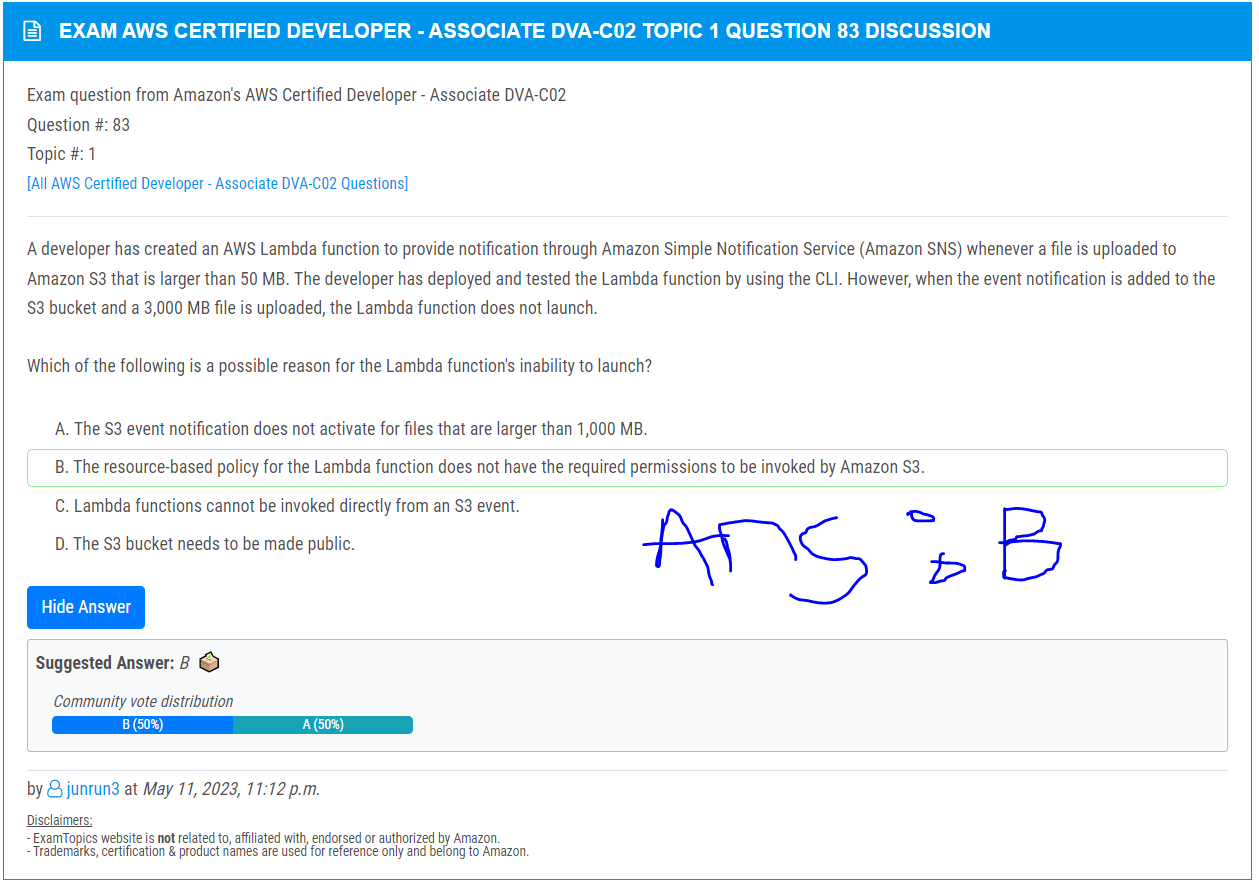 EXAM AWS CERTIFIED DEVELOPER - ASSOCIATE DVA-C02 TOPIC 1 QUESTION 83 DISCUSSION
Exam question from Amazon's AWS Certified Developer - Associate DVA-C02
Question #: 83
Topic #: 1
[All AWS Certified Developer - Associate DVA-C02 Questions]
A developer has created an AWS Lambda function to provide notification through Amazon Simple Notification Service (Amazon SNS) whenever a file is uploaded to
Amazon S3 that is larger than 50 MB. The developer has deployed and tested the Lambda function by using the CLI. However, when the event notification is added to the
S3 bucket and a 3,000 MB file is uploaded, the Lambda function does not launch.
Which of the following is a possible reason for the Lambda function's inability to launch?
A. The S3 event notification does not activate for files that are larger than 1,000 MB.
B. The resource-based policy for the Lambda function does not have the required permissions to be invoked by Amazon S3.
C. Lambda functions cannot be invoked directly from an S3 event.
D. The S3 bucket needs to be made public.
Ans : B
Hide Answer
Suggested Answer: B
Community vote distribution
B (50%) A (50%)
by junrun3 at May 11, 2023, 11:12 p.m.
Disclaimers:
- ExamTopics website is not related to, affiliated with, endorsed or authorized by Amazon.
- Trademarks, certification & product names are used for reference only and belong to Amazon.